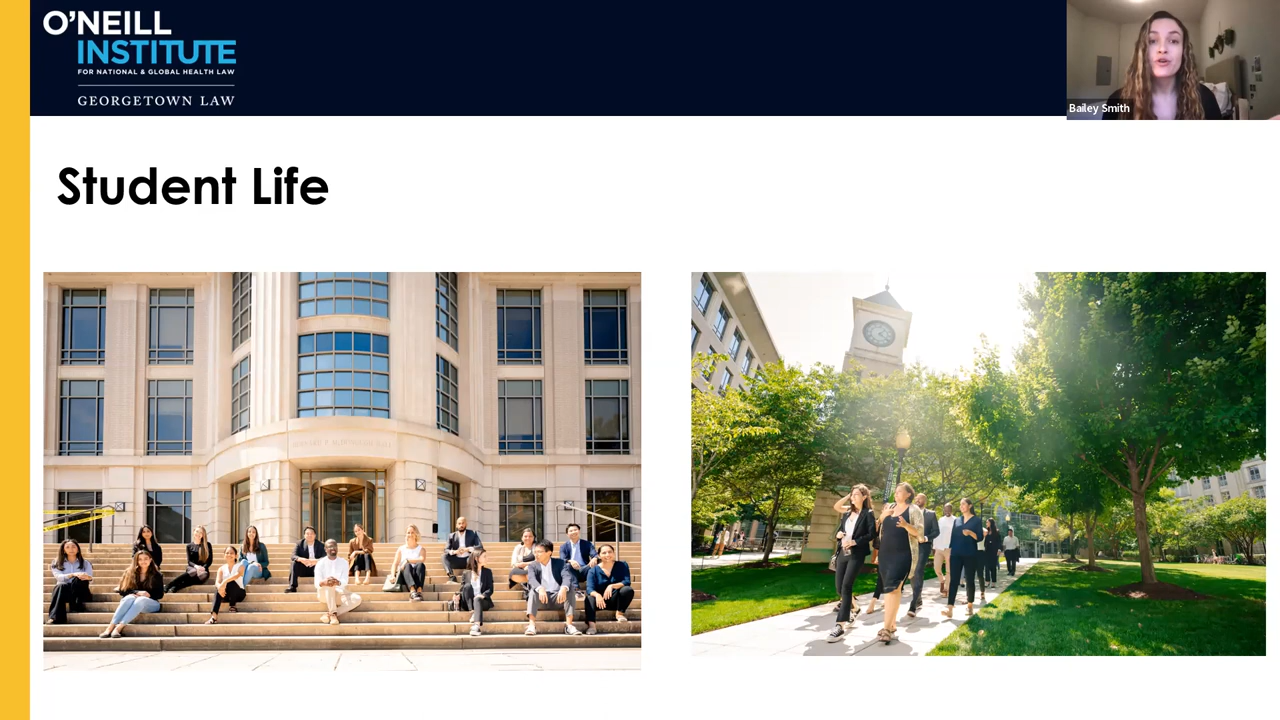 O'NEILL
INSTITUTE
FOR NATIONAL & GLOBAL HEALTH LAW
GEORGETOWN LAW
Bailey Smith
Student Life